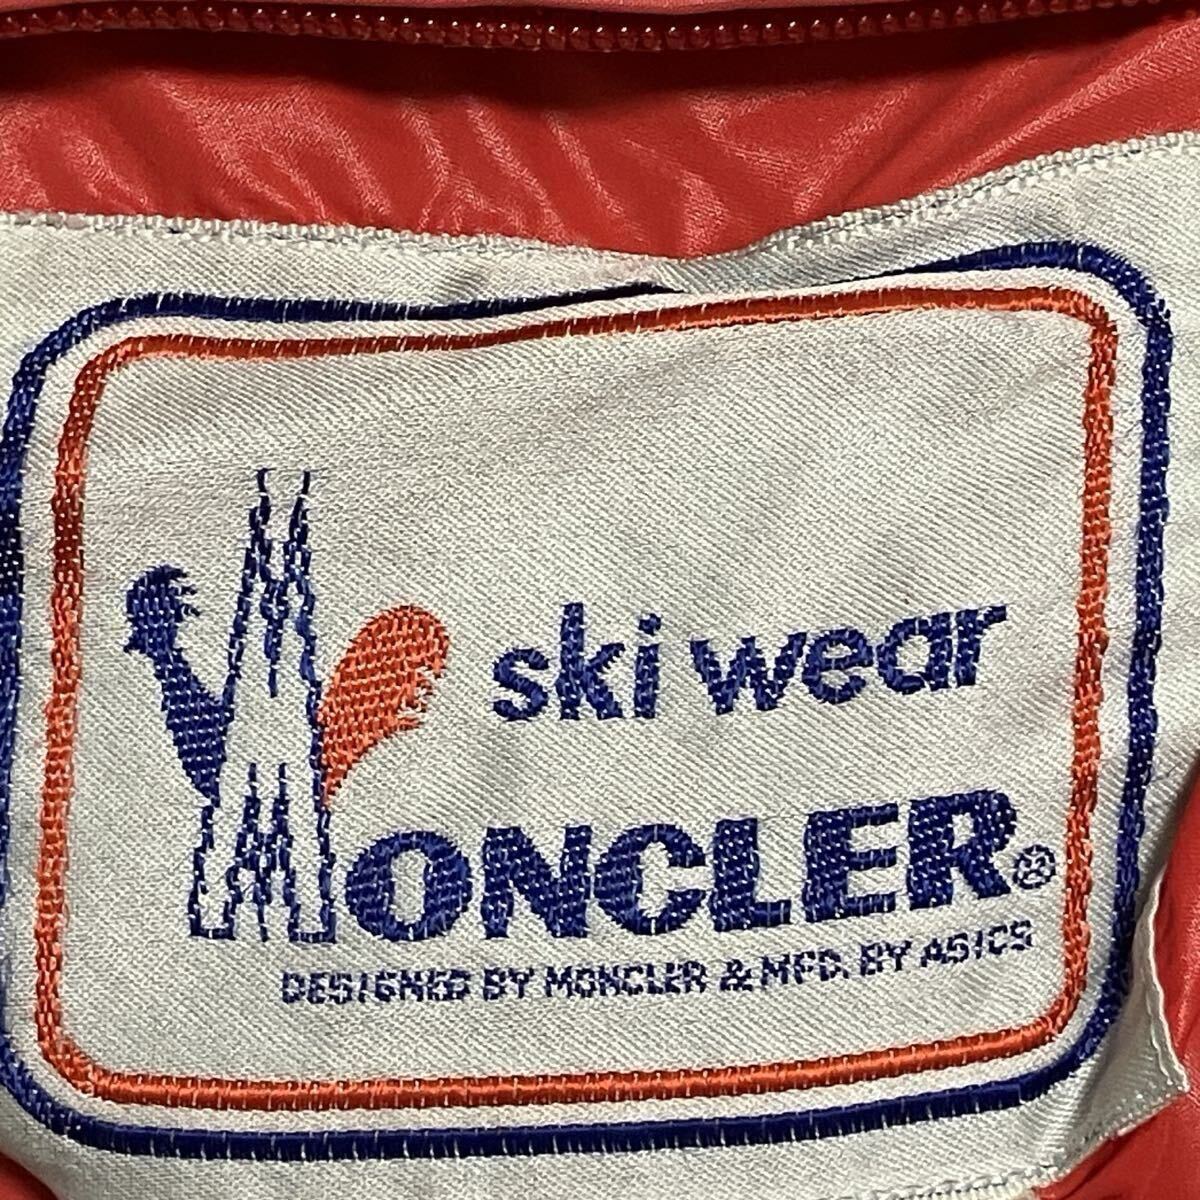 ski wear
MONCLER®
DESIGNED BY MONCLER & MFD. BY ASICS